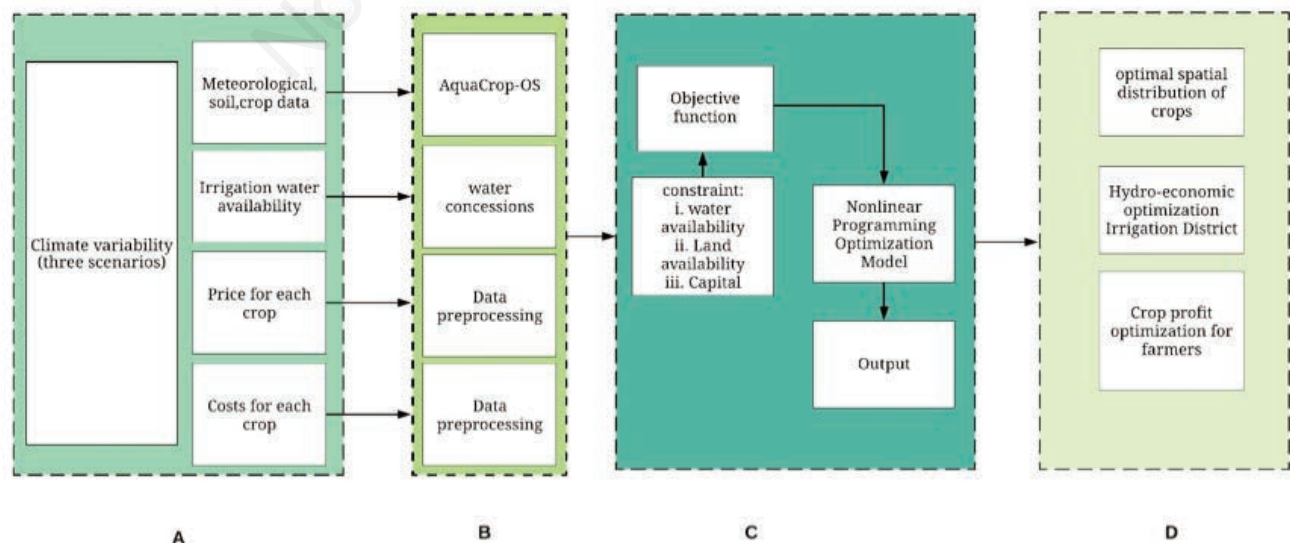 Climate variability
(three scenarios)
Meteorological,
soil,crop data
Irrigation water
availability
Price for each
crop
Costs for each
crop
AquaCrop-OS
water
concessions
Data
preprocessing
Data
preprocessing
Objective
function
constraint:
i. water
availability
ii. Land
availability
iii. Capital
Nonlinear
Programming
Optimization
Model
Output
optimal spatial
distribution of
crops
Hydro-economic
optimization
Irrigation District
Crop profit
optimization for
farmers
A
B
C
D